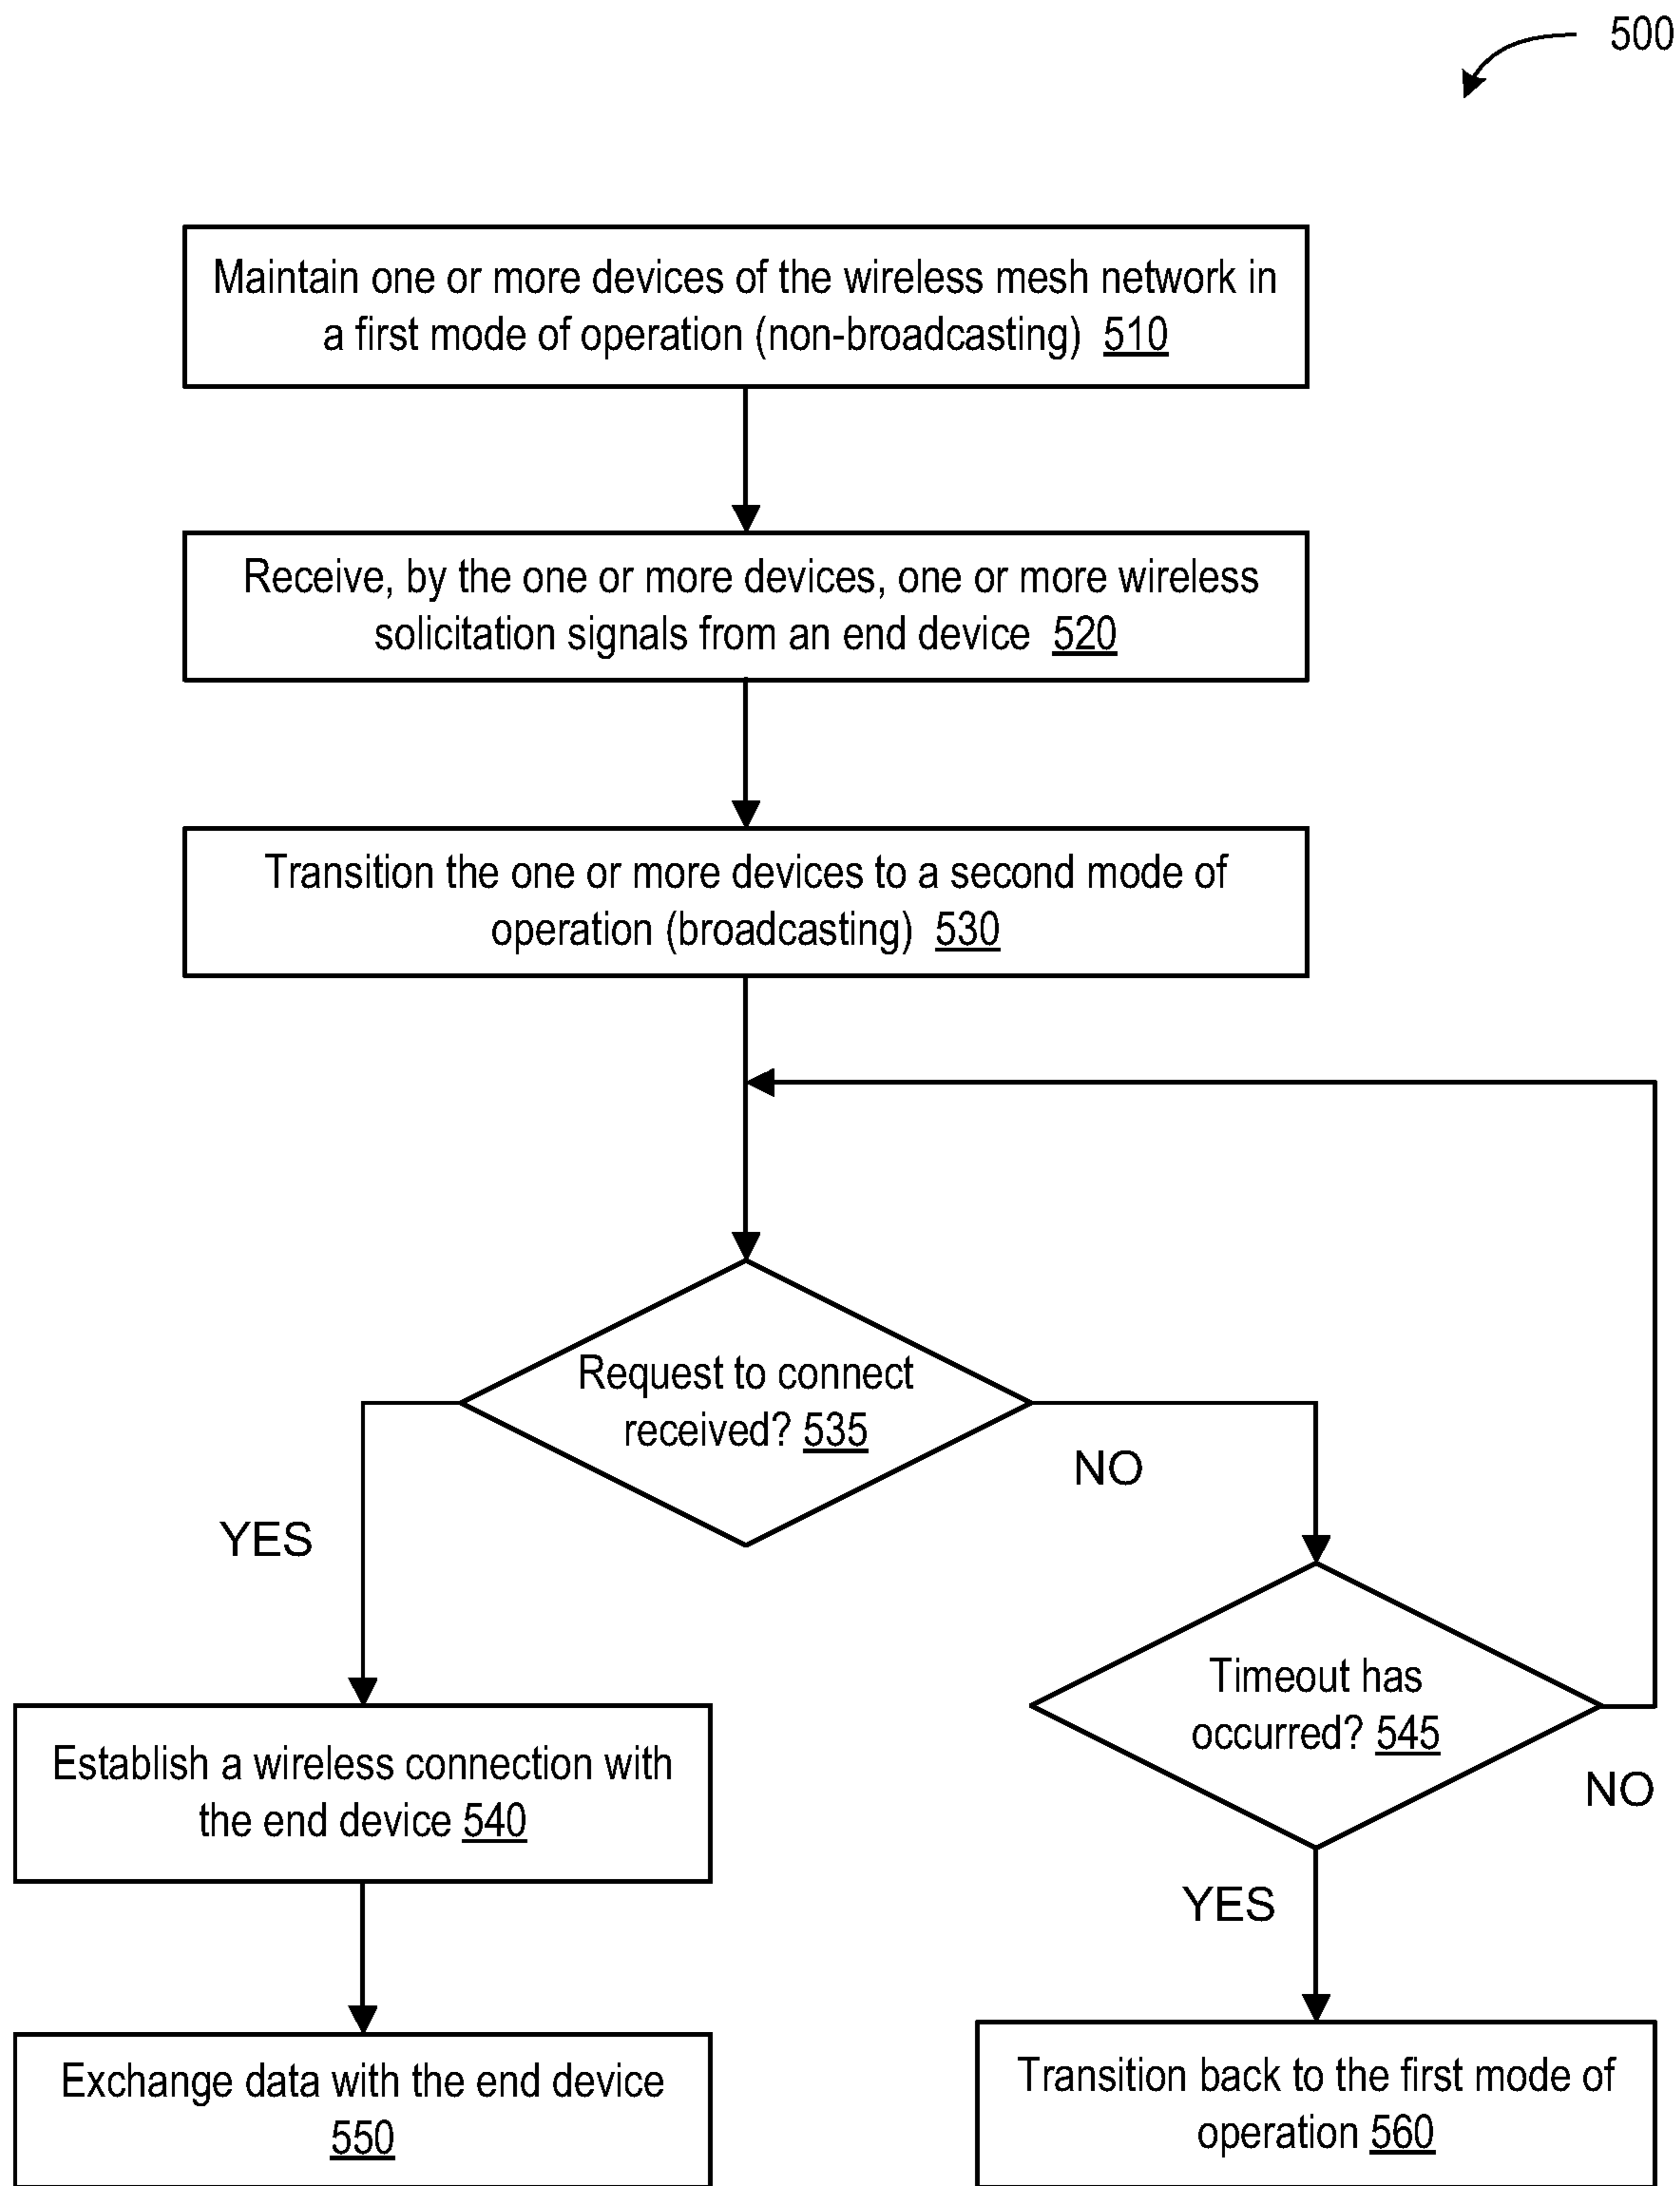 500
Maintain one or more devices of the wireless mesh network in
a first mode of operation (non-broadcasting) 510
Receive, by the one or more devices, one or more wireless
solicitation signals from an end device 520
Transition the one or more devices to a second mode of
operation (broadcasting) 530
Request to connect
received? 535
NO
YES
Timeout has
occurred? 545
NO
Establish a wireless connection with
the end device 540
YES
Exchange data with the end device
550
Transition back to the first mode of
operation 560